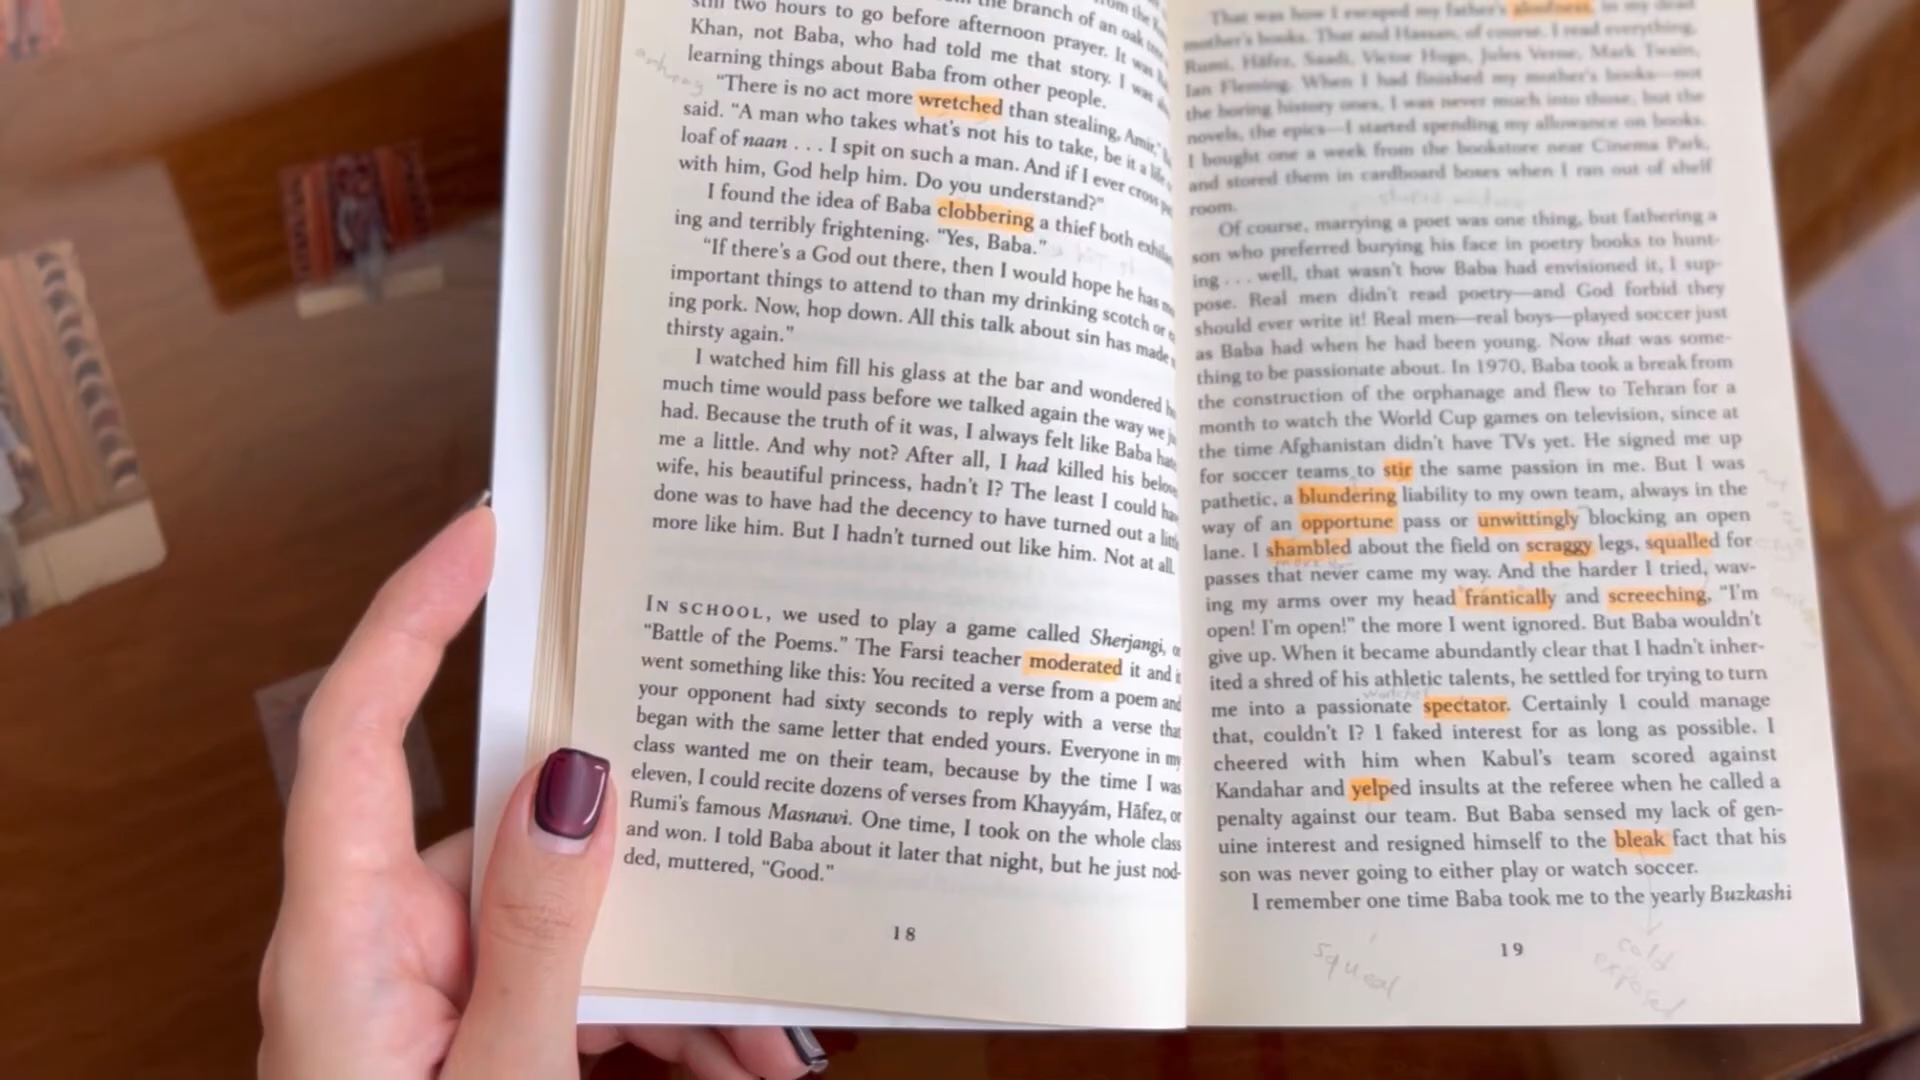 still two hours to go before afternoon prayer. It was
Khan, not Baba, who had told me that story. I was
learning things about Baba from other people.
"There is no act more wretched than stealing, Amir,"
said. "A man who takes what's not his to take, be it a life
loaf of naan . . . I spit on such a man. And if I ever cross
with him, God help him. Do you understand?"
I found the idea of Baba clobbering a thief both exhila
ing and terribly frightening. "Yes, Baba."
"If there's a God out there, then I would hope he has
important things to attend to than my drinking scotch or
ing pork. Now, hop down. All this talk about sin has made
thirsty again."
I watched him fill his glass at the bar and wondered
much time would pass before we talked again the way we
had. Because the truth of it was, I always felt like Baba hate
me a little. And why not? After all, I had killed his belov
wife, his beautiful princess, hadn't I? The least I could ha
done was to have had the decency to have turned out a litt
more like him. But I hadn't turned out like him. Not at all.
IN SCHOOL, we used to play a game called Sherjangi, o
"Battle of the Poems." The Farsi teacher moderated it and i
went something like this: You recited a verse from a poem and
your opponent had sixty seconds to reply with a verse that
began with the same letter that ended yours. Everyone in my
class wanted me on their team, because by the time I was
eleven, I could recite dozens of verses from Khayyám, Hāfez, or
Rumi's famous Masnawi. One time, I took on the whole class
and won. I told Baba about it later that night, but he just nod-
ded, muttered, "Good."
18
That was how I escaped my father's aloofness, in my dead
mother's books. That and Hassan, of course. I read everything,
Rumi, Hāfez, Saadi, Victor Hugo, Jules Verne, Mark Twain,
Ian Fleming. When I had finished my mother's books—not
the boring history ones, I was never much into those, but the
novels, the epics—I started spending my allowance on books.
I bought one a week from the bookstore near Cinema Park,
and stored them in cardboard boxes when I ran out of shelf
room.
Of course, marrying a poet was one thing, but fathering a
son who preferred burying his face in poetry books to hunt-
ing . . . well, that wasn't how Baba had envisioned it, I sup-
pose. Real men didn't read poetry—and God forbid they
should ever write it! Real men—real boys—played soccer just
as Baba had when he had been young. Now that was some-
thing to be passionate about. In 1970, Baba took a break from
the construction of the orphanage and flew to Tehran for a
month to watch the World Cup games on television, since at
the time Afghanistan didn't have TVs yet. He signed me up
for soccer teams to stir the same passion in me. But I was
pathetic, a blundering liability to my own team, always in the
way of an opportune pass or unwittingly blocking an open
lane. I shambled about the field on scraggy legs, squalled for
passes that never came my way. And the harder I tried, wav-
ing my arms over my head frantically and screeching, "I'm
open! I'm open!" the more I went ignored. But Baba wouldn't
give up. When it became abundantly clear that I hadn't inher-
ited a shred of his athletic talents, he settled for trying to turn
watcher
me into a passionate spectator. Certainly I could manage
that, couldn't I? I faked interest for as long as possible. I
cheered with him when Kabul's team scored against
Kandahar and yelped insults at the referee when he called a
penalty against our team. But Baba sensed my lack of gen-
uine interest and resigned himself to the bleak fact that his
son was never going to either play or watch soccer.
I remember one time Baba took me to the yearly Buzkashi
19
squeal
cold
exposed